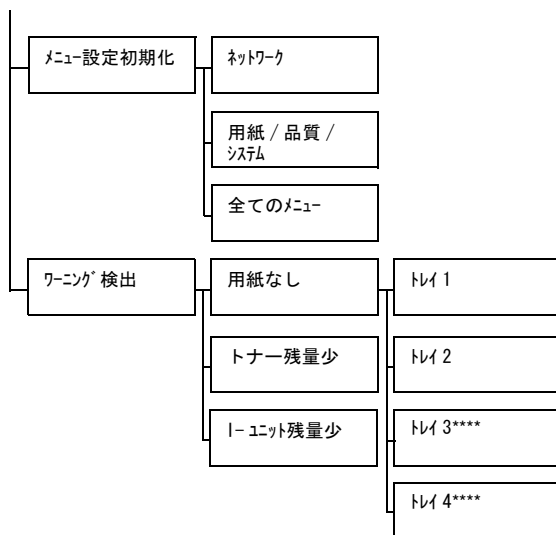 ﾒﾆｭｰ設定初期化
ﾈｯﾄﾜｰｸ
用紙 / 品質 /
ｼｽﾃﾑ
全てのﾒﾆｭｰ
ﾜｰﾆﾝｸﾞ検出
用紙なし
ﾄﾚｲ 1
トナー残量少
ﾄﾚｲ 2
I-ﾕﾆｯﾄ残量少
ﾄﾚｲ 3****
ﾄﾚｲ 4****